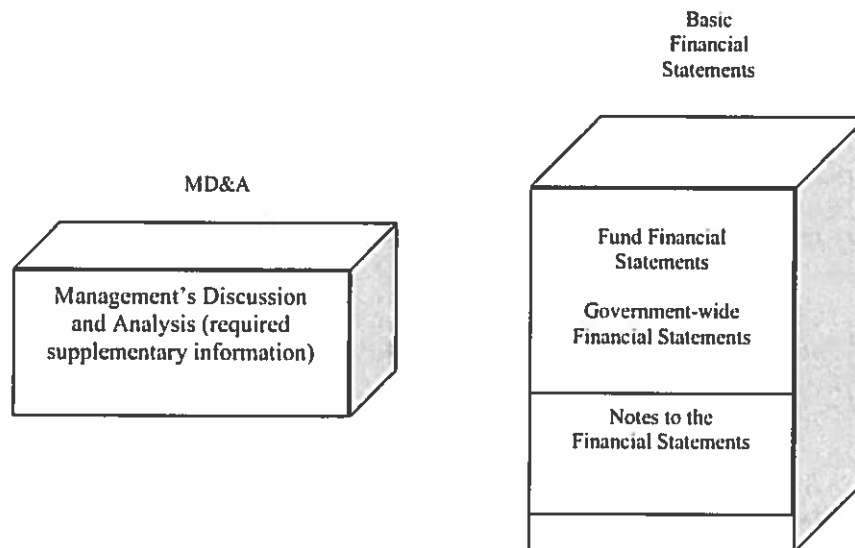 MD&A
Management's Discussion
and Analysis (required
supplementary information)
Basic
Financial
Statements
Fund Financial
Statements
Government-wide
Financial Statements
Notes to the
Financial Statements